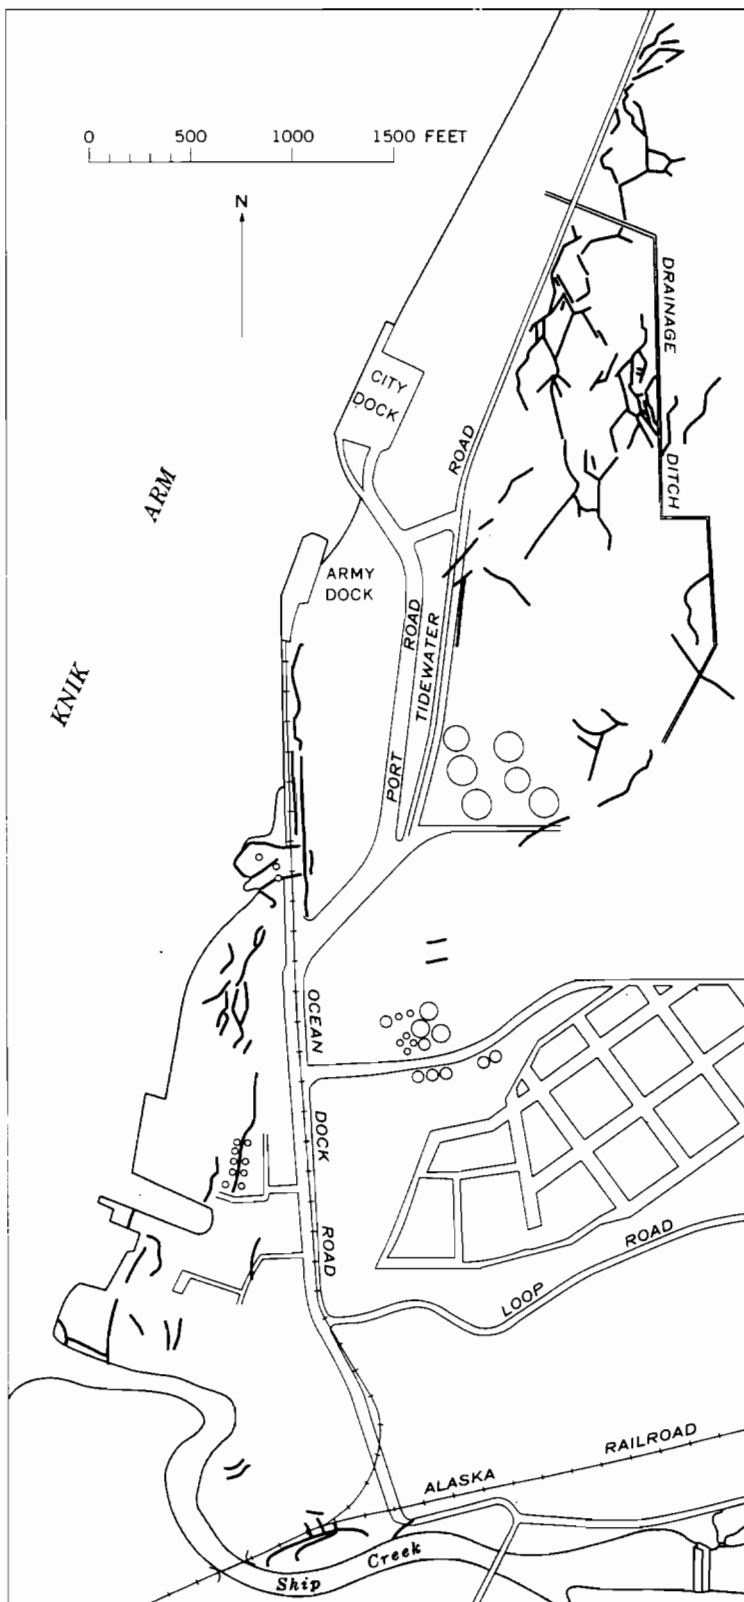 0 500 1000 1500 FEET
N
DRAINAGE
DITCH
CITY
DOCK
ROAD
ARM
KNIK
ARMY
DOCK
ROAD
PORT
TIDEWATER
OCEAN
DOCK
ROAD
LOOP ROAD
ALASKA RAILROAD
Ship Creek